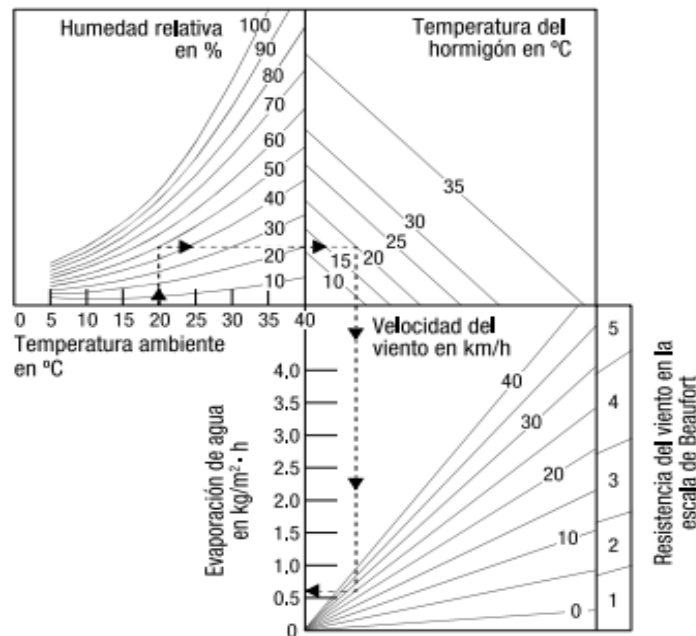 Humedad relativa
en %
100
90
80
70
60
50
40
30
20
10
Temperatura del
hormigón en ºC
35
30
25
20
15
10
0 5 10 15 20 25 30 35 40
Temperatura ambiente
en ºC
Velocidad del
viento en km/h
40
30
20
10
0
Evaporación de agua
en kg/m² • h
4.0
3.5
3.0
2.5
2.0
1.5
1.0
0.5
0
5
4
3
2
1
Resistencia del viento en la
escala de Beaufort